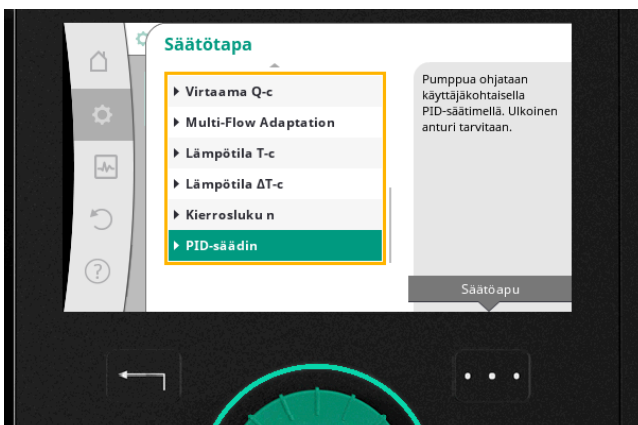 Säätötapa
Virtaama Q-c
Multi-Flow Adaptation
Lämpötila T-c
Lämpötila ΔT-c
Kierrosluku n
PID-säädin
Pumppua ohjataan
käyttäjäkohtaisella
PID-säätimellä. Ulkoinen
anturi tarvitaan.
Säätöapu